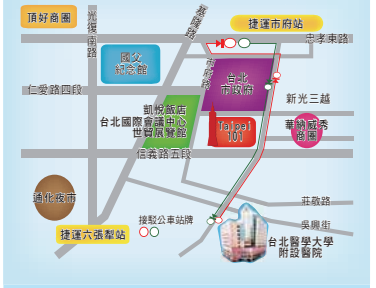 頂好商圈
光復南路
基隆路
捷運市府站
忠孝東路
國父
紀念館
市府路
台北
市政府
仁愛路四段
新光三越
凱悅飯店
台北國際會議中心
世貿展覽館
Taipei
101
華納威秀
商圈
信義路五段
通化夜市
莊敬路
接駁公車站牌
吳興街
捷運六張犁站
台北醫學大學
附設醫院